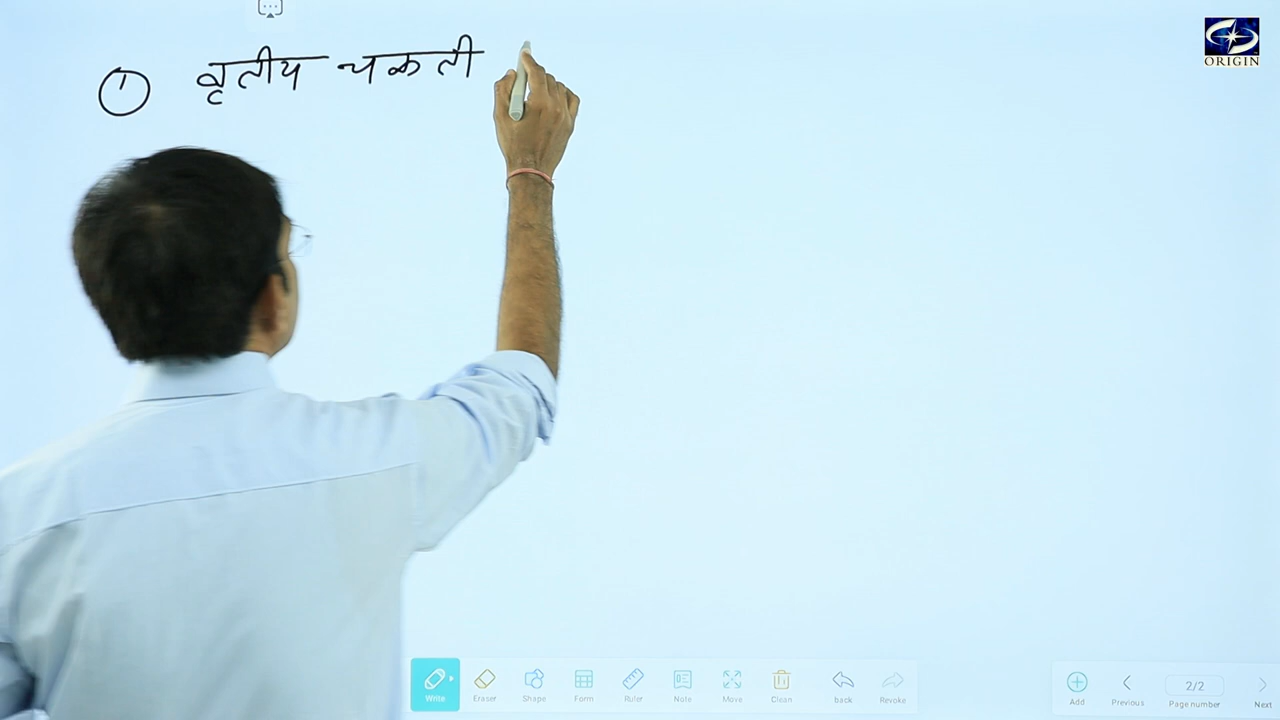 ① वृतीय चकती
ORIGIN
Write
Eraser
Shape
Form
Ruler
Note
Move
Clean
back
Revoke
Add
Previous
2/2
Page number
Next